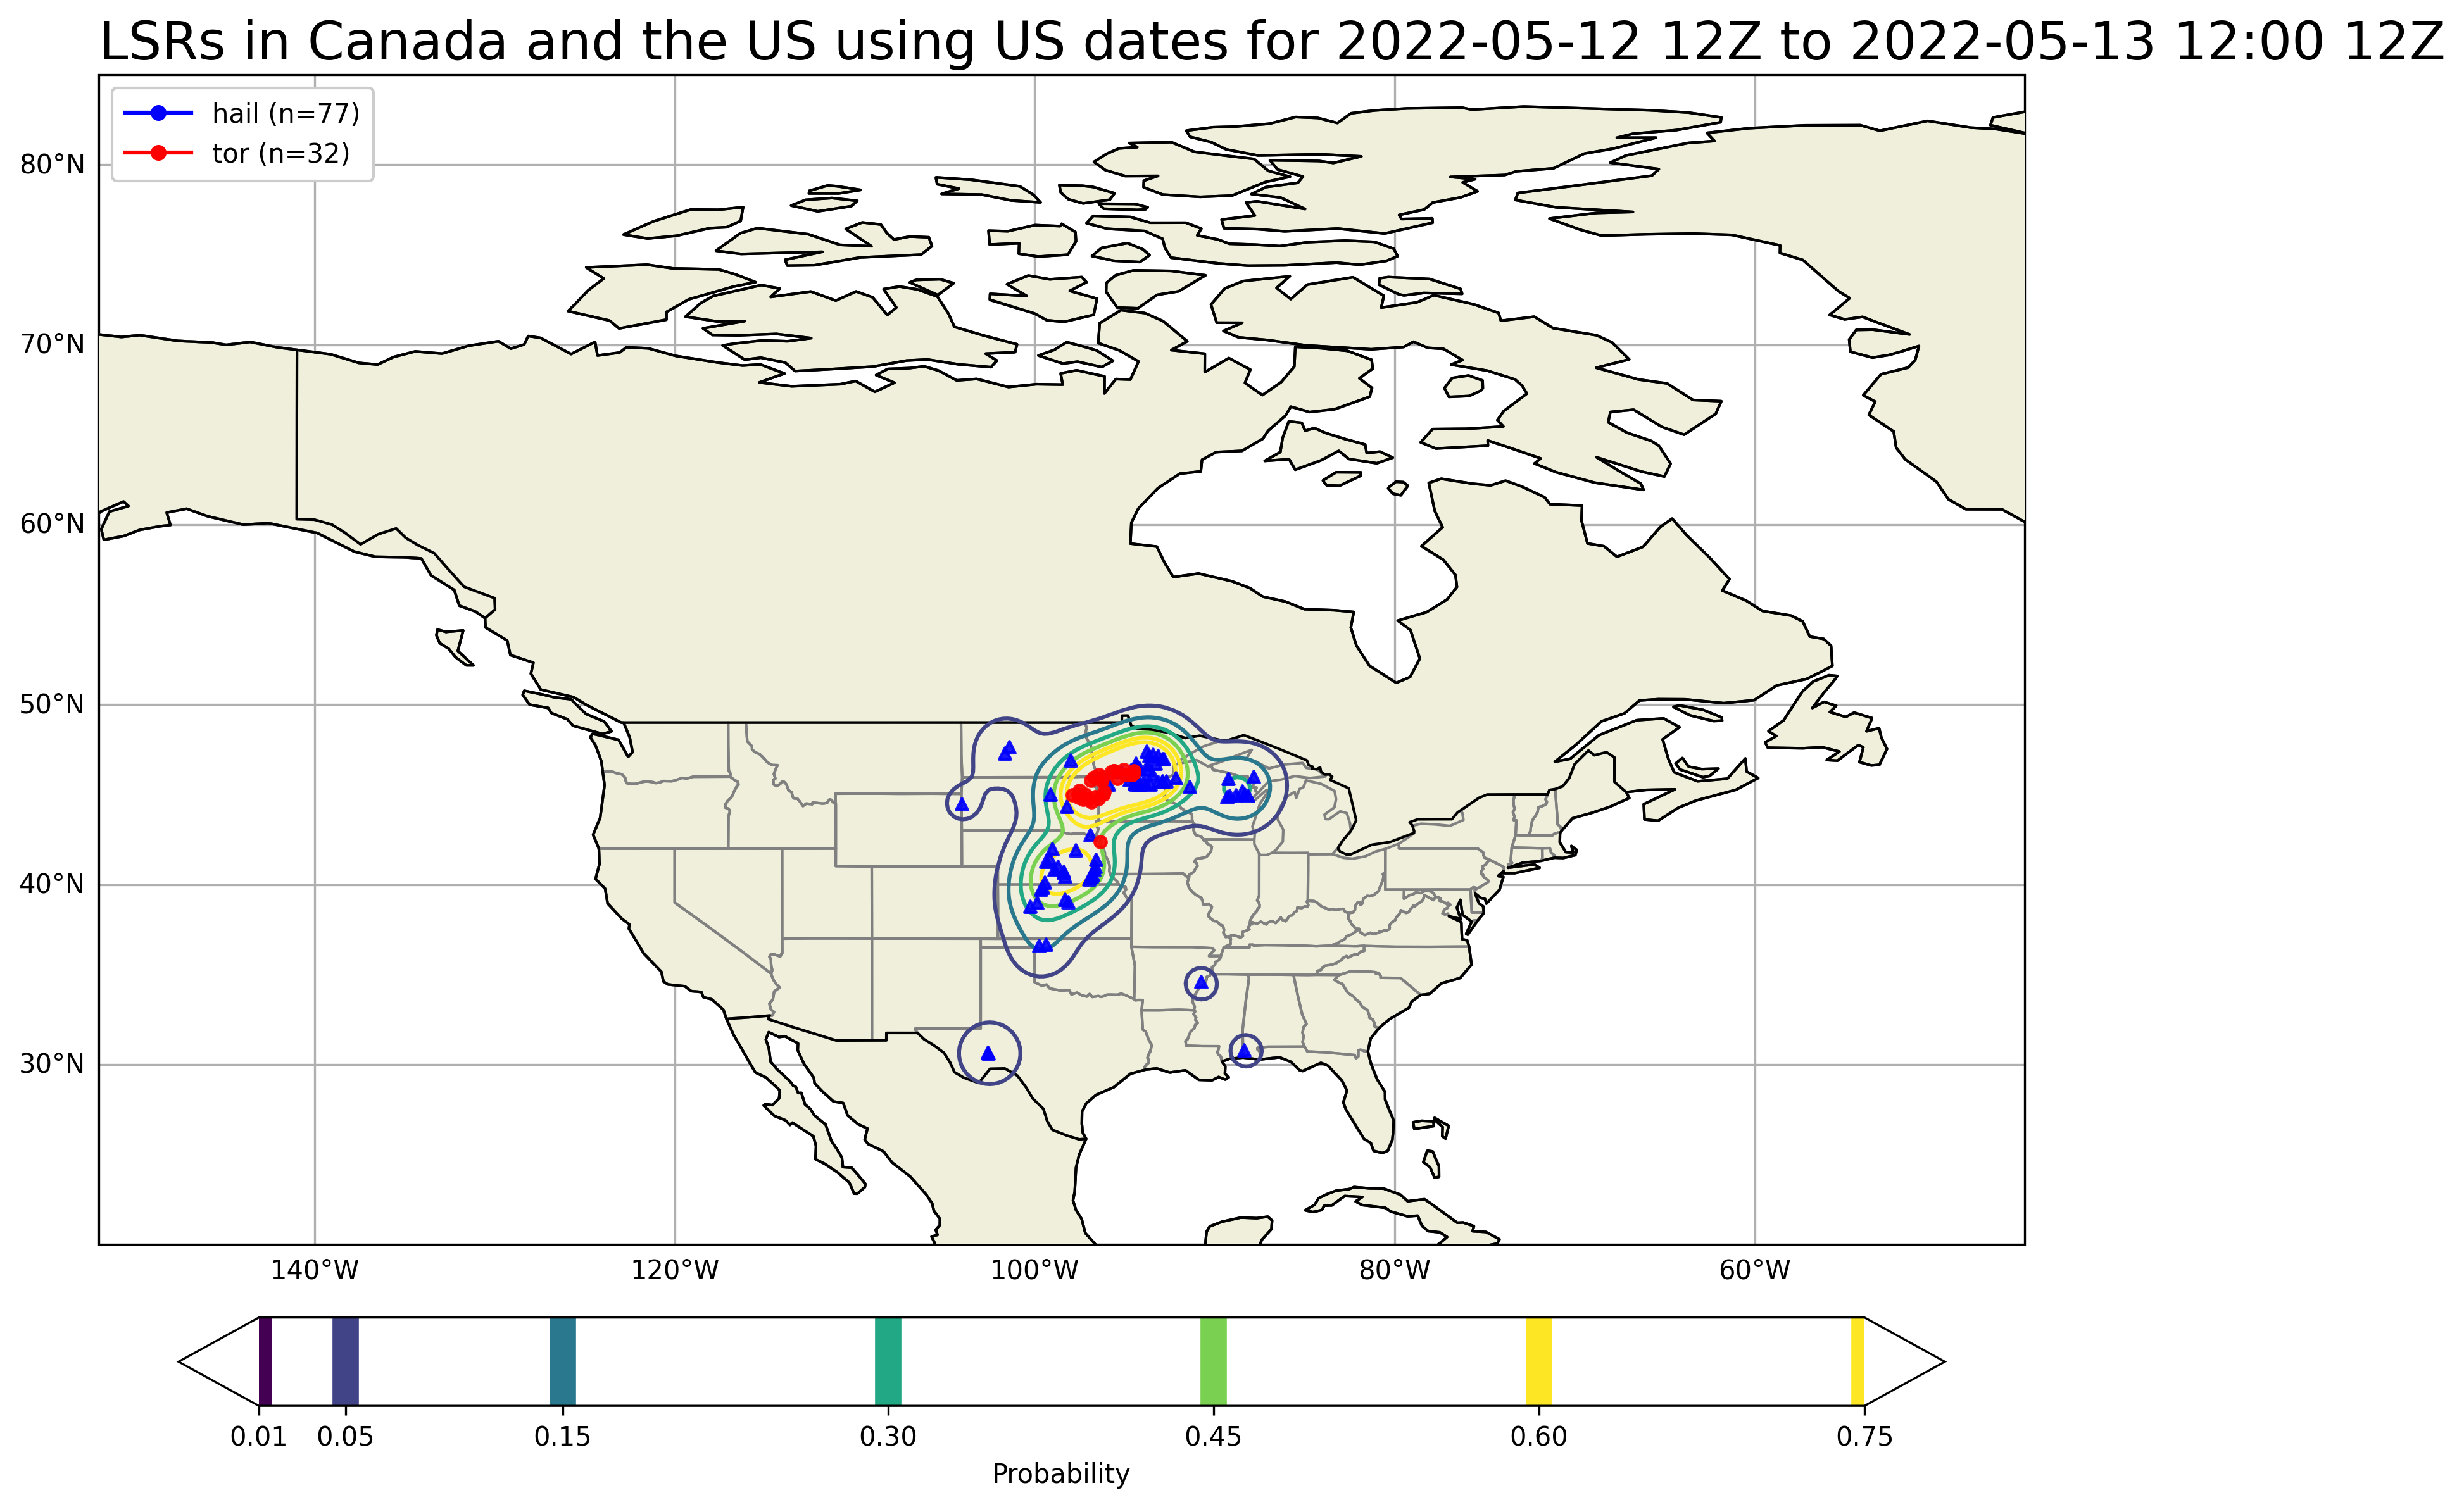 LSRs in Canada and the US using US dates for 2022-05-12 12Z to 2022-05-13 12:00 12Z
hail (n=77)
tor (n=32)
80°N
70°N
60°N
50°N
40°N
30°N
140°W 120°W 100°W 80°W 60°W
0.01 0.05 0.15 0.30 0.45 0.60 0.75
Probability